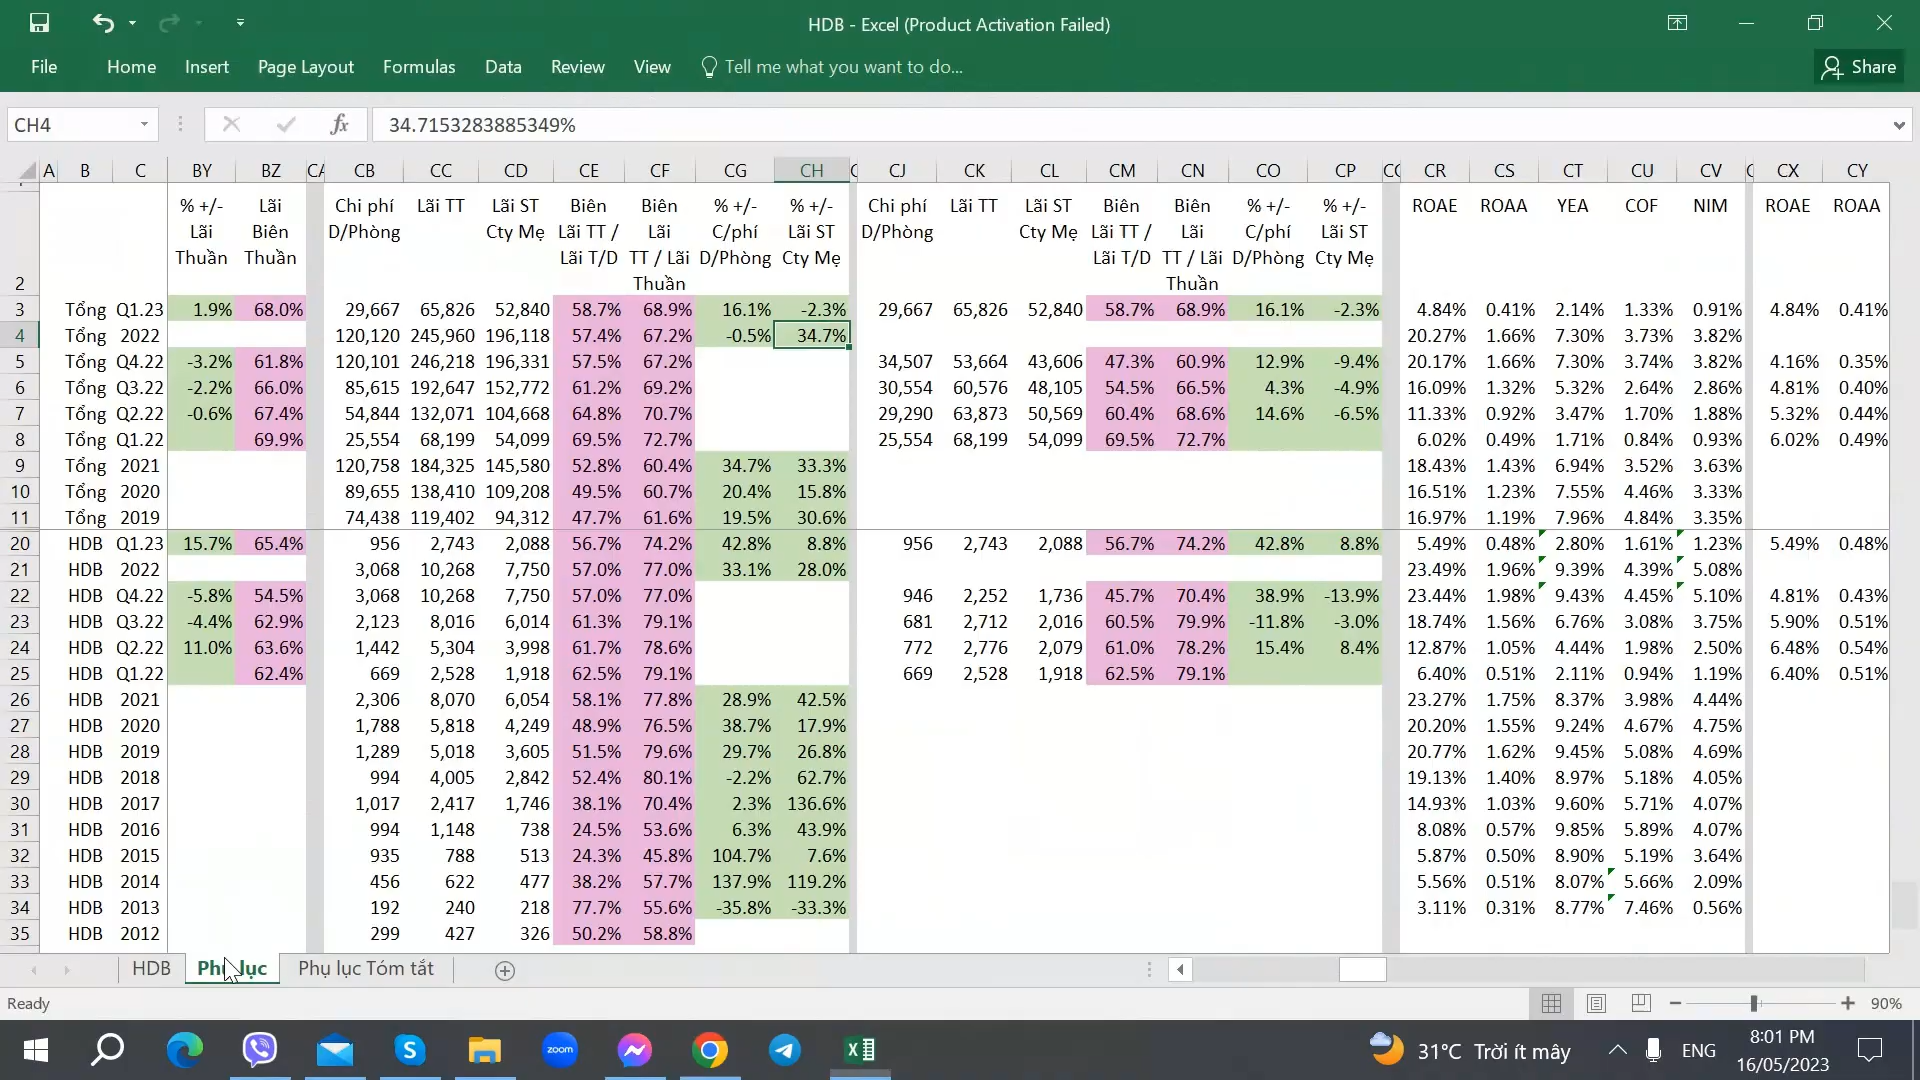 HDB - Excel (Product Activation Failed)
File Home Insert Page Layout Formulas Data Review View Tell me what you want to do... Share
CH4 fx 34.7153283885349%
A B C BY BZ CA CB CC CD CE CF CG CH C CJ CK CL CM CN CO CP CR CS CT CU CV C CX CY
% +/- Lãi Chi phí Lãi TT Lãi ST Biên Biên % +/- % +/- Chi phí Lãi TT Lãi ST Biên Biên % +/- % +/- ROAE ROAA YEA COF NIM ROAE ROAA
Lãi Biên D/Phòng Cty Mẹ Lãi TT / Lãi C/phí Lãi ST D/Phòng Cty Mẹ Lãi TT / Lãi C/phí Lãi ST
Thuần Thuần Lãi T/D TT / Lãi D/Phòng Cty Mẹ Lãi T/D TT / Lãi D/Phòng Cty Mẹ
2 Thuần Thuần
3 Tổng Q1.23 1.9% 68.0% 29,667 65,826 52,840 58.7% 68.9% 16.1% -2.3% 29,667 65,826 52,840 58.7% 68.9% 16.1% -2.3% 4.84% 0.41% 2.14% 1.33% 0.91% 4.84% 0.41%
4 Tổng 2022 120,120 245,960 196,118 57.4% 67.2% -0.5% 34.7% 20.27% 1.66% 7.30% 3.73% 3.82%
5 Tổng Q4.22 -3.2% 61.8% 120,101 246,218 196,331 57.5% 67.2% 34,507 53,664 43,606 47.3% 60.9% 12.9% -9.4% 20.17% 1.66% 7.30% 3.74% 3.82% 4.16% 0.35%
6 Tổng Q3.22 -2.2% 66.0% 85,615 192,647 152,772 61.2% 69.2% 30,554 60,576 48,105 54.5% 66.5% 4.3% -4.9% 16.09% 1.32% 5.32% 2.64% 2.86% 4.81% 0.40%
7 Tổng Q2.22 -0.6% 67.4% 54,844 132,071 104,668 64.8% 70.7% 29,290 63,873 50,569 60.4% 68.6% 14.6% -6.5% 11.33% 0.92% 3.47% 1.70% 1.88% 5.32% 0.44%
8 Tổng Q1.22 69.9% 25,554 68,199 54,099 69.5% 72.7% 25,554 68,199 54,099 69.5% 72.7% 6.02% 0.49% 1.71% 0.84% 0.93% 6.02% 0.49%
9 Tổng 2021 120,758 184,325 145,580 52.8% 60.4% 34.7% 33.3% 18.43% 1.43% 6.94% 3.52% 3.63%
10 Tổng 2020 89,655 138,410 109,208 49.5% 60.7% 20.4% 15.8% 16.51% 1.23% 7.55% 4.46% 3.33%
11 Tổng 2019 74,438 119,402 94,312 47.7% 61.6% 19.5% 30.6% 16.97% 1.19% 7.96% 4.84% 3.35%
20 HDB Q1.23 15.7% 65.4% 956 2,743 2,088 56.7% 74.2% 42.8% 8.8% 956 2,743 2,088 56.7% 74.2% 42.8% 8.8% 5.49% 0.48% 2.80% 1.61% 1.23% 5.49% 0.48%
21 HDB 2022 3,068 10,268 7,750 57.0% 77.0% 33.1% 28.0% 23.49% 1.96% 9.39% 4.39% 5.08%
22 HDB Q4.22 -5.8% 54.5% 3,068 10,268 7,750 57.0% 77.0% 946 2,252 1,736 45.7% 70.4% 38.9% -13.9% 23.44% 1.98% 9.43% 4.45% 5.10% 4.81% 0.43%
23 HDB Q3.22 -4.4% 62.9% 2,123 8,016 6,014 61.3% 79.1% 681 2,712 2,016 60.5% 79.9% -11.8% -3.0% 18.74% 1.56% 6.76% 3.08% 3.75% 5.90% 0.51%
24 HDB Q2.22 11.0% 63.6% 1,442 5,304 3,998 61.7% 78.6% 772 2,776 2,079 61.0% 78.2% 15.4% 8.4% 12.87% 1.05% 4.44% 1.98% 2.50% 6.48% 0.54%
25 HDB Q1.22 62.4% 669 2,528 1,918 62.5% 79.1% 669 2,528 1,918 62.5% 79.1% 6.40% 0.51% 2.11% 0.94% 1.19% 6.40% 0.51%
26 HDB 2021 2,306 8,070 6,054 58.1% 77.8% 28.9% 42.5% 23.27% 1.75% 8.37% 3.98% 4.44%
27 HDB 2020 1,788 5,818 4,249 48.9% 76.5% 38.7% 17.9% 20.20% 1.55% 9.24% 4.67% 4.75%
28 HDB 2019 1,289 5,018 3,605 51.5% 79.6% 29.7% 26.8% 20.77% 1.62% 9.45% 5.08% 4.69%
29 HDB 2018 994 4,005 2,842 52.4% 80.1% -2.2% 62.7% 19.13% 1.40% 8.97% 5.18% 4.05%
30 HDB 2017 1,017 2,417 1,746 38.1% 70.4% 2.3% 136.6% 14.93% 1.03% 9.60% 5.71% 4.07%
31 HDB 2016 994 1,148 738 24.5% 53.6% 6.3% 43.9% 8.08% 0.57% 9.85% 5.89% 4.07%
32 HDB 2015 935 788 513 24.3% 45.8% 104.7% 7.6% 5.87% 0.50% 8.90% 5.19% 3.64%
33 HDB 2014 456 622 477 38.2% 57.7% 137.9% 119.2% 5.56% 0.51% 8.07% 5.66% 2.09%
34 HDB 2013 192 240 218 77.7% 55.6% -35.8% -33.3% 3.11% 0.31% 8.77% 7.46% 0.56%
35 HDB 2012 299 427 326 50.2% 58.8%
HDB Phụ lục Phụ lục Tóm tắt
Ready 90%
zoom 31°C Trời ít mây ENG 8:01 PM
16/05/2023